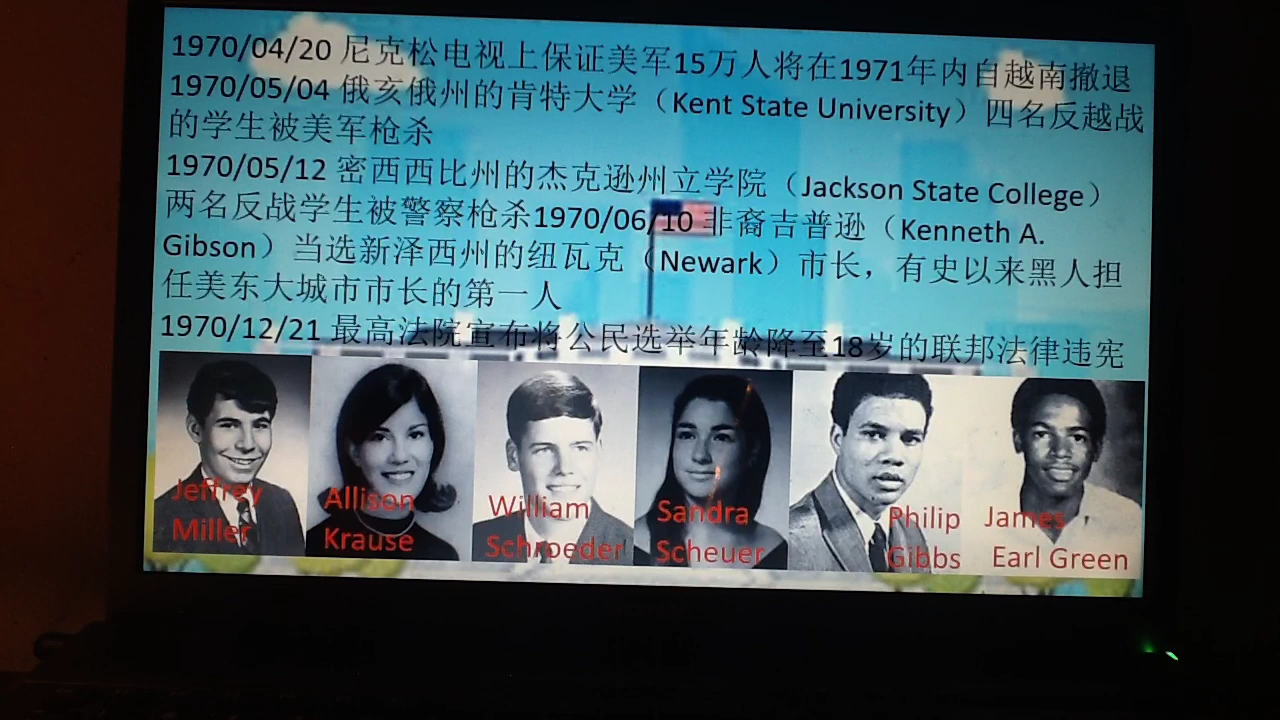 1970/04/20 尼克松电视上保证美军15万人将在1971年内自越南撤退
1970/05/04 俄亥俄州的肯特大学（Kent State University）四名反越战
的学生被美军枪杀
1970/05/12 密西西比州的杰克逊州立学院（Jackson State College）
两名反战学生被警察枪杀1970/06/10 非裔吉普逊（Kenneth A.
Gibson）当选新泽西州的纽瓦克（Newark）市长，有史以来黑人担
任美东大城市市长的第一人
1970/12/21 最高法院宣布将公民选举年龄降至18岁的联邦法律违宪
Jeffrey
Miller
Allison
Krause
William
Schroeder
Sandra
Scheuer
Philip
Gibbs
James
Earl Green